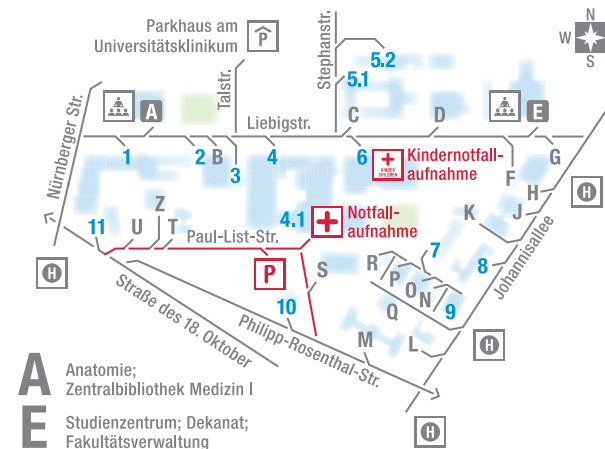 Parkhaus am
Universitätsklinikum
P
Stephanstr.
5.2
5.1
N
W
S
Talstr.
Nürnberger Str.
A
Liebigstr.
C
D
E
1
2
B
3
4
6
KINDER
CHILDREN
Kindernotfall-
aufnahme
F
G
H
H
J
K
Johannisallee
4.1
Notfall-
aufnahme
11
U
Z
T
Paul-List-Str.
P
S
R
P
O
N
7
8
9
Q
H
Straße des 18. Oktober
10
Philipp-Rosenthal-Str.
M
L
H
H
A
Anatomie;
Zentralbibliothek Medizin I
E
Studienzentrum; Dekanat;
Fakultätsverwaltung